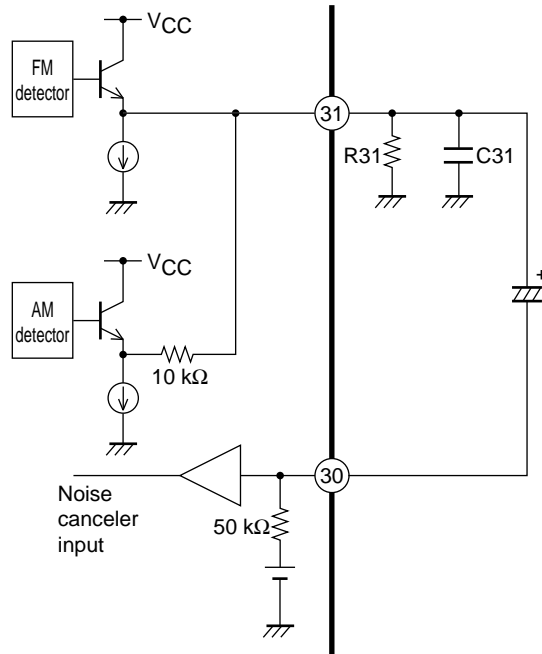 VCC
FM
detector
31
R31
C31
VCC
+
AM
detector
10 kΩ
30
Noise
canceler
input
50 kΩ